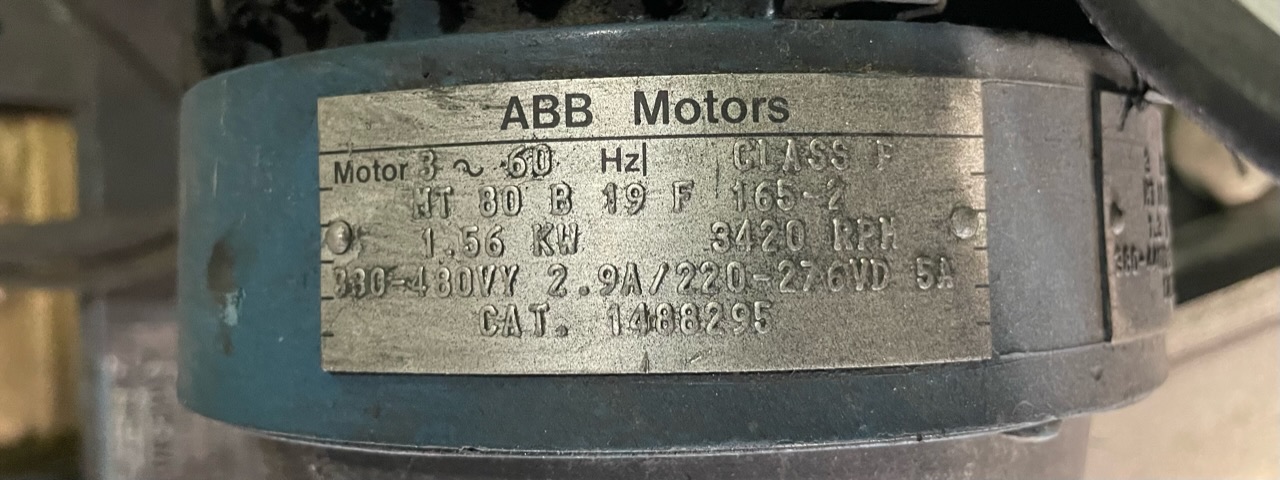 ABB Motors
Motor 3 ~ 60 Hz CLASS F
MT 80 B 19 F 165-2
1.56 KW 3420 RPM
380-480VY 2.9A/220-276VD 5A
CAT. 1488295